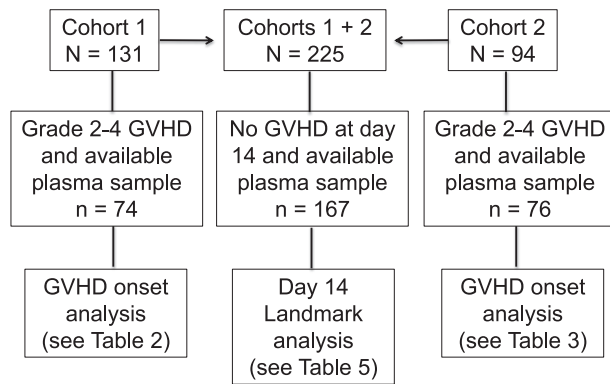 Cohort 1
N = 131
Cohorts 1 + 2
N = 225
Cohort 2
N = 94
Grade 2-4 GVHD
and available
plasma sample
n = 74
No GVHD at day
14 and available
plasma sample
n = 167
Grade 2-4 GVHD
and available
plasma sample
n = 76
GVHD onset
analysis
(see Table 2)
Day 14
Landmark
analysis
(see Table 5)
GVHD onset
analysis
(see Table 3)